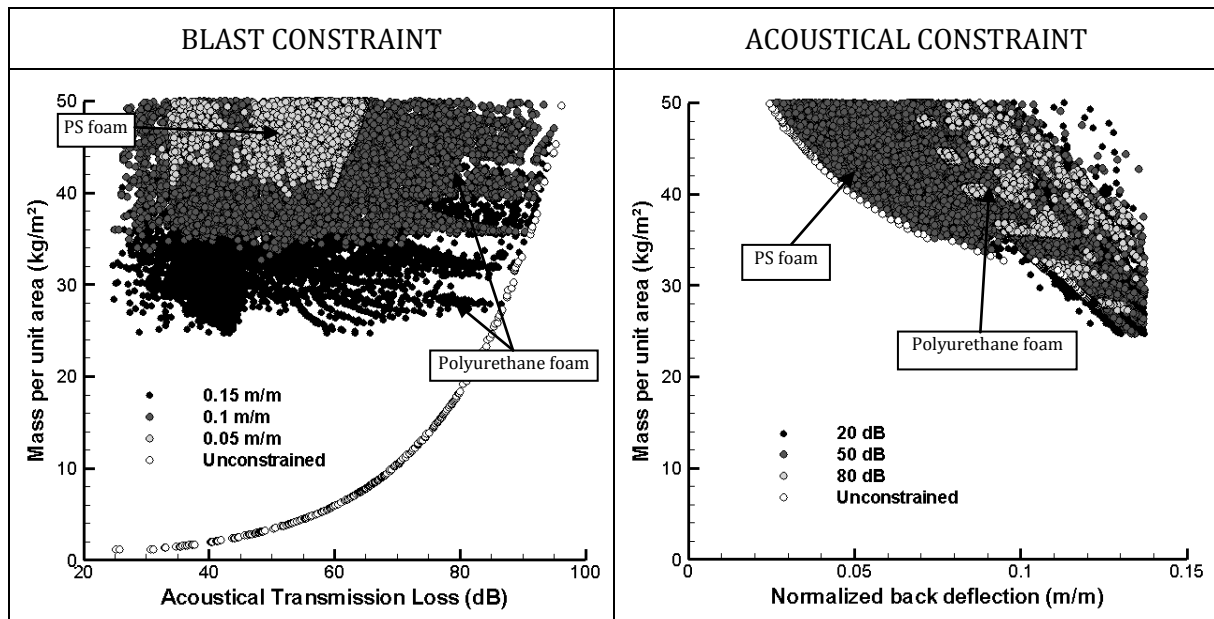 BLAST CONSTRAINT
ACOUSTICAL CONSTRAINT
50
PS foam
40
30
Polyurethane foam
20
0.15 m/m
0.1 m/m
0.05 m/m
Unconstrained
10
0
20
40
60
80
100
Mass per unit area (kg/m²)
Acoustical Transmission Loss (dB)
50
40
PS foam
30
Polyurethane foam
20
20 dB
50 dB
80 dB
Unconstrained
10
0
0
0.05
0.1
0.15
Mass per unit area (kg/m²)
Normalized back deflection (m/m)